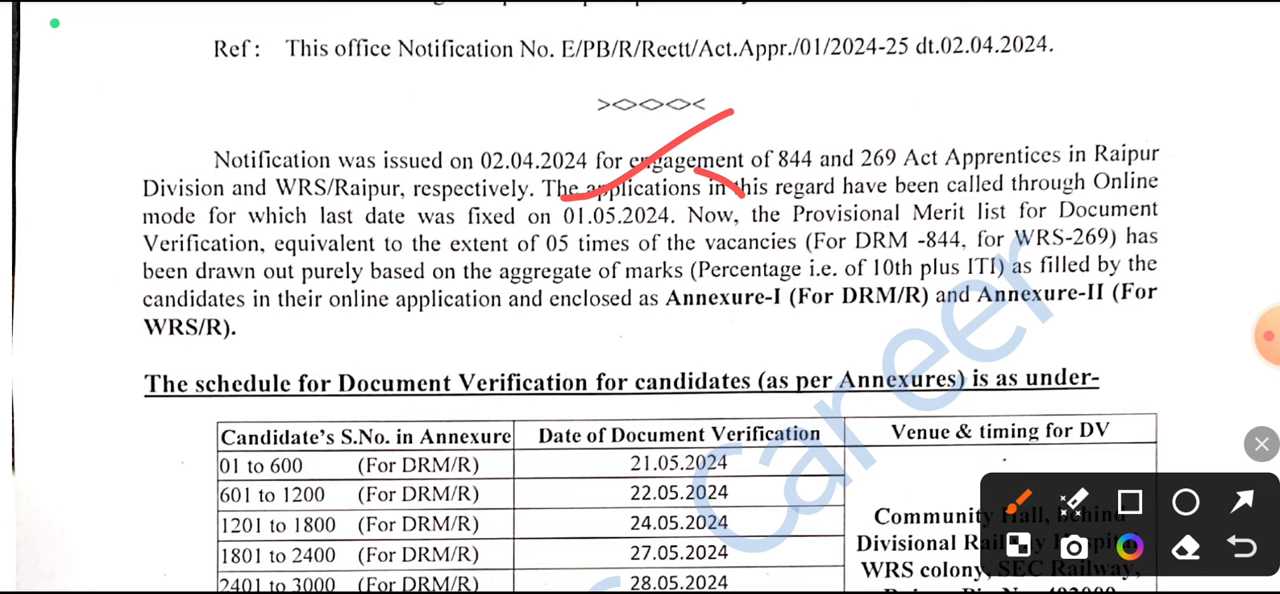 Ref : This office Notification No. E/PB/R/Rectt/Act.Appr./01/2024-25 dt.02.04.2024.
Notification was issued on 02.04.2024 for engagement of 844 and 269 Act Apprentices in Raipur
Division and WRS/Raipur, respectively. The applications in this regard have been called through Online
mode for which last date was fixed on 01.05.2024. Now, the Provisional Merit list for Document
Verification, equivalent to the extent of 05 times of the vacancies (For DRM -844, for WRS-269) has
been drawn out purely based on the aggregate of marks (Percentage i.e. of 10th plus ITI) as filled by the
candidates in their online application and enclosed as Annexure-I (For DRM/R) and Annexure-II (For
WRS/R).
The schedule for Document Verification for candidates (as per Annexures) is as under-
Candidate's S.No. in Annexure Date of Document Verification Venue & timing for DV
01 to 600 (For DRM/R) 21.05.2024
601 to 1200 (For DRM/R) 22.05.2024
1201 to 1800 (For DRM/R) 24.05.2024
1801 to 2400 (For DRM/R) 27.05.2024
2401 to 3000 (For DRM/R) 28.05.2024
Community Hall, behind
Divisional Railway Hospital
WRS colony, SEC Railway,
Career